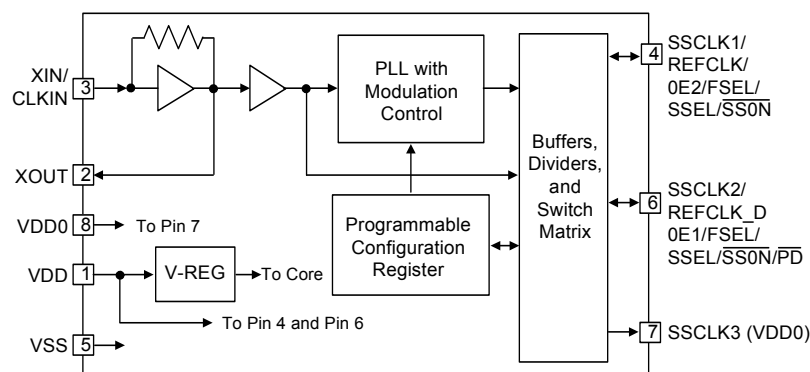 XIN/
CLKIN
3
XOUT
2
VDD0
8
To Pin 7
VDD
1
V-REG
To Core
To Pin 4 and Pin 6
VSS
5
PLL with
Modulation
Control
Programmable
Configuration
Register
Buffers,
Dividers,
and
Switch
Matrix
4
SSCLK1/
REFCLK/
0E2/FSEL/
SSEL/SS0N
6
SSCLK2/
REFCLK_D
0E1/FSEL/
SSEL/SS0N/PD
7
SSCLK3 (VDD0)